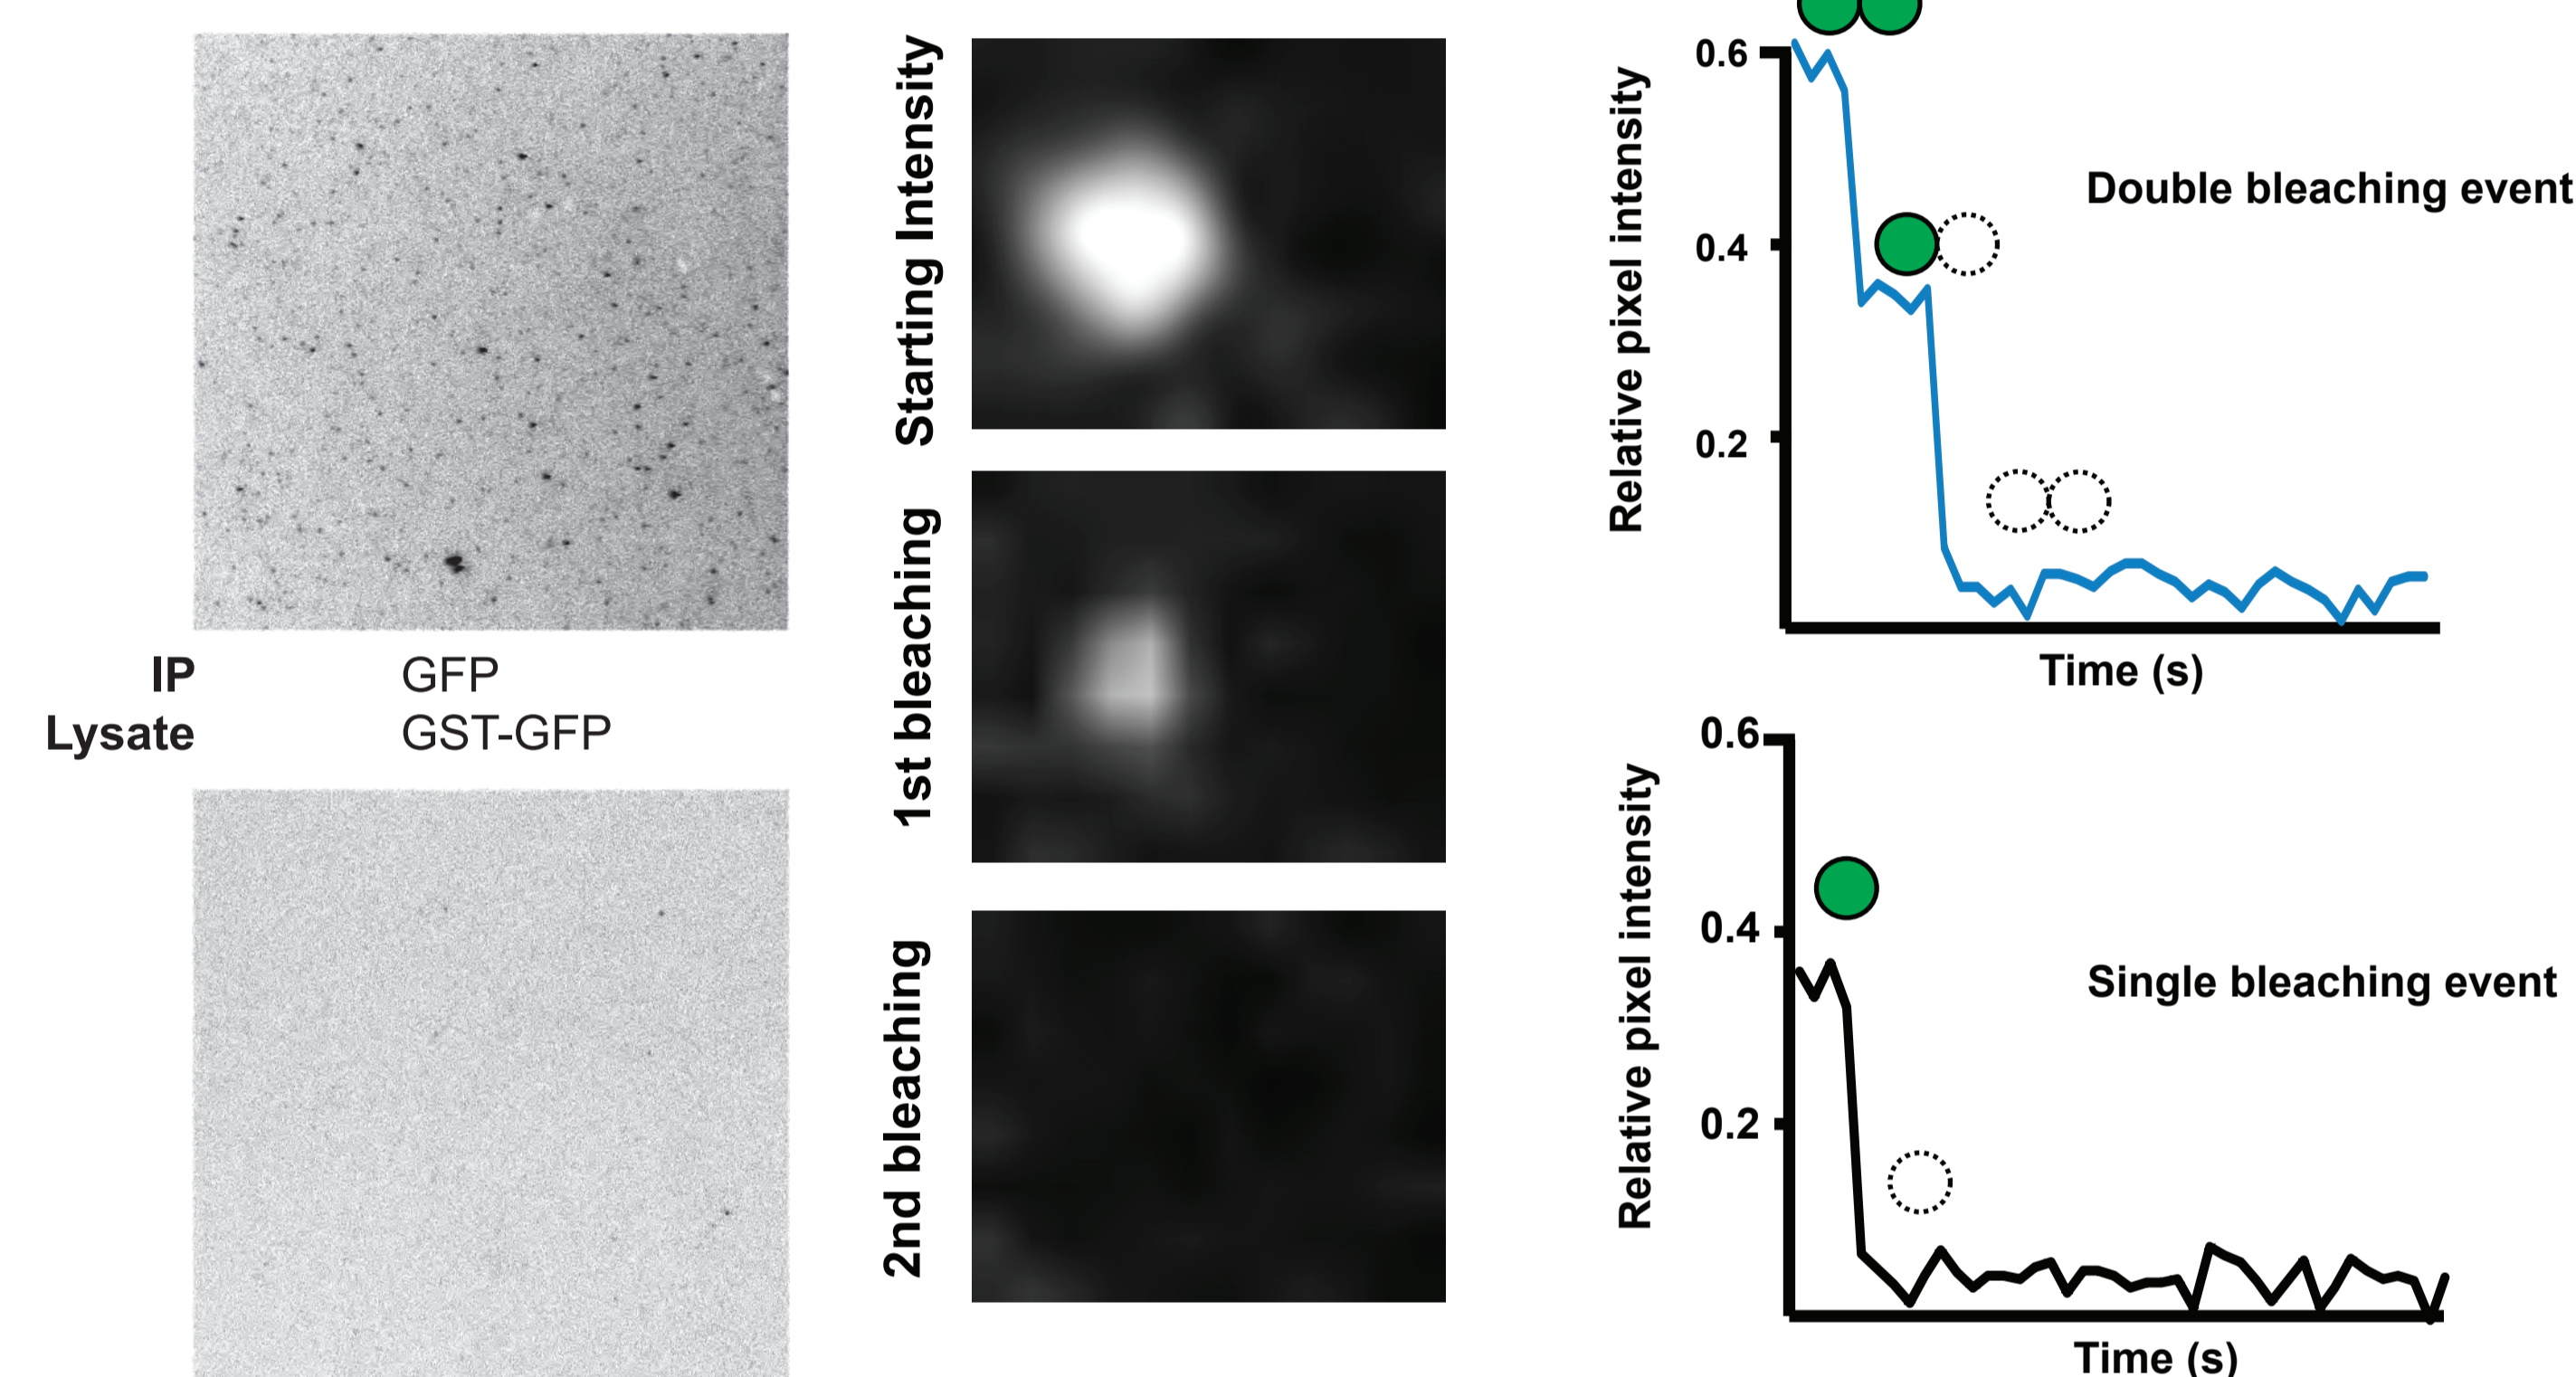 IP GFP
Lysate GST-GFP
Starting Intensity
1st bleaching
2nd bleaching
Relative pixel intensity
0.6
0.4
0.2
Double bleaching event
Time (s)
Relative pixel intensity
0.6
0.4
0.2
Single bleaching event
Time (s)